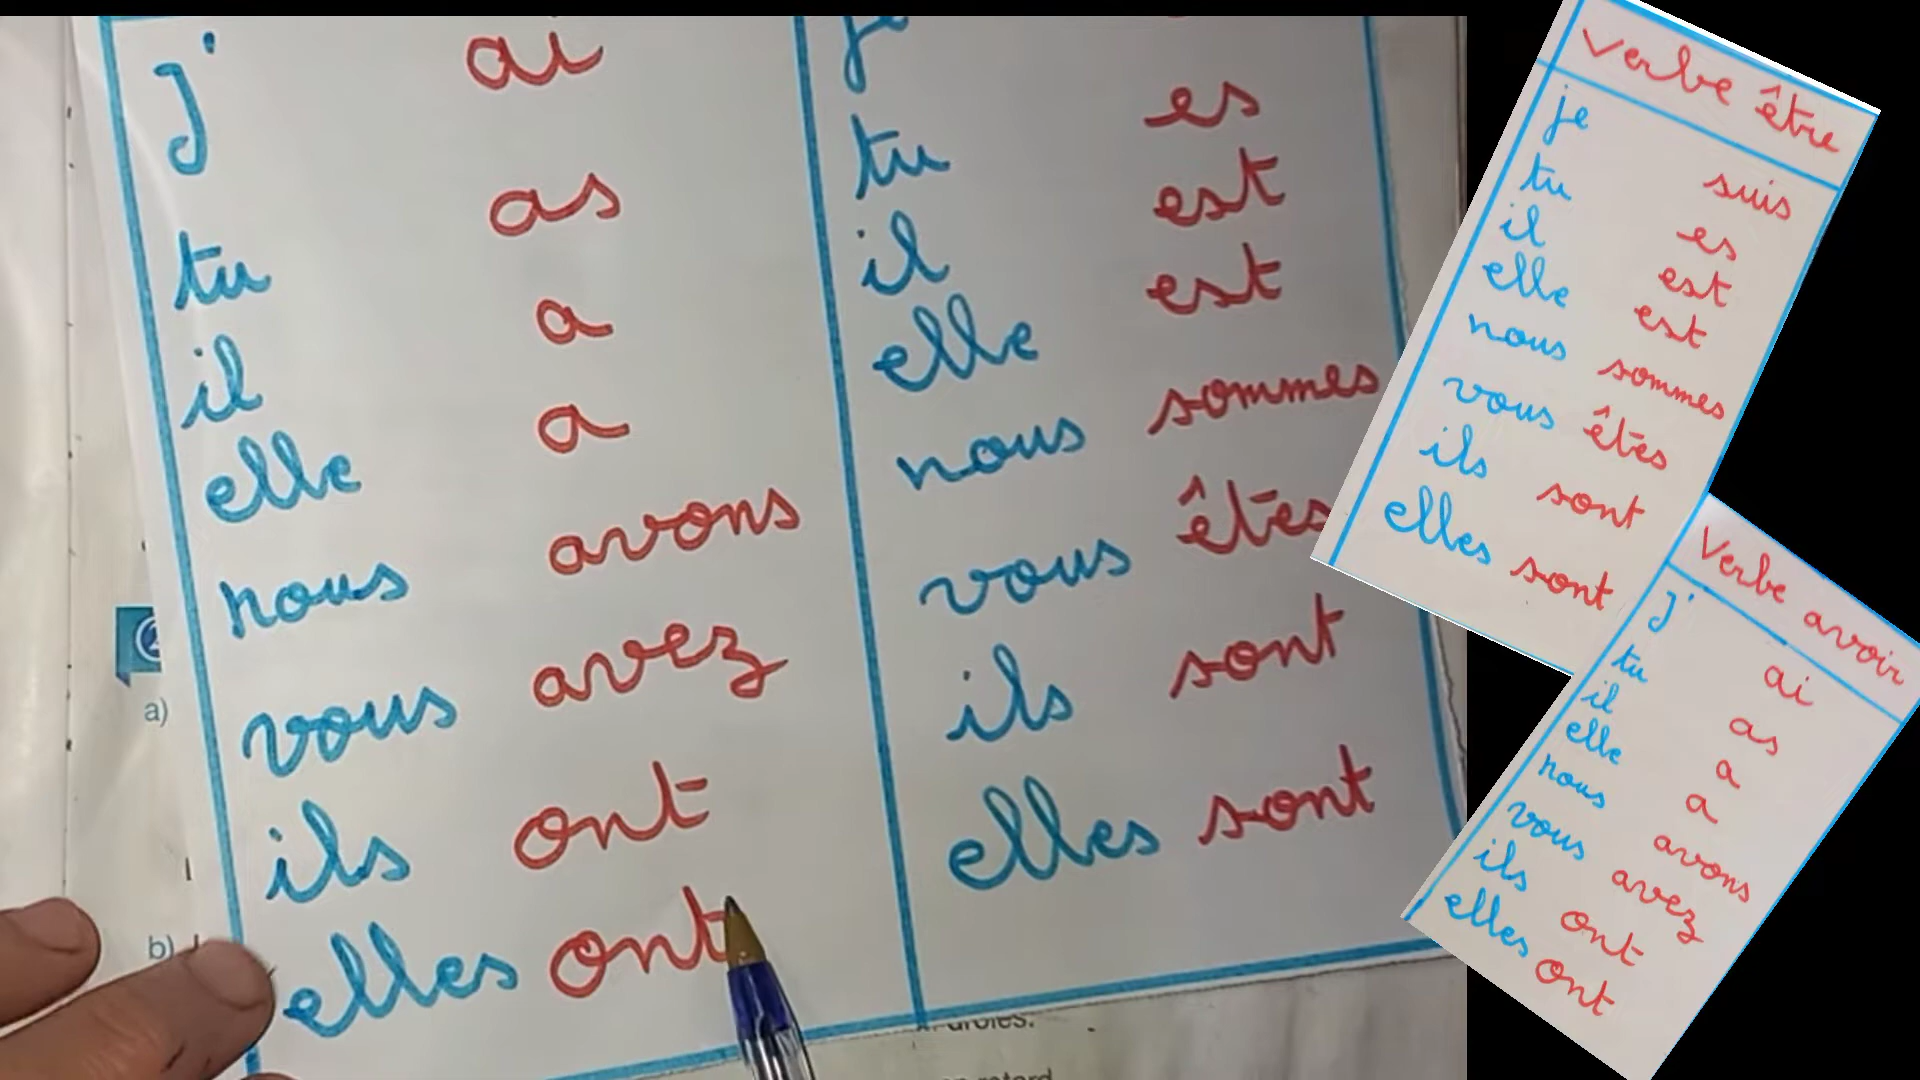 j' ai
tu as
il a
elle a
nous avons
vous avez
ils ont
elles ont
je
tu es
il est
elle est
nous sommes
vous êtes
ils sont
elles sont
a)
b)
Verbe être
je suis
tu es
il est
elle est
nous sommes
vous êtes
ils sont
elles sont
Verbe avoir
j' ai
tu as
il a
elle a
nous avons
vous avez
ils ont
elles ont